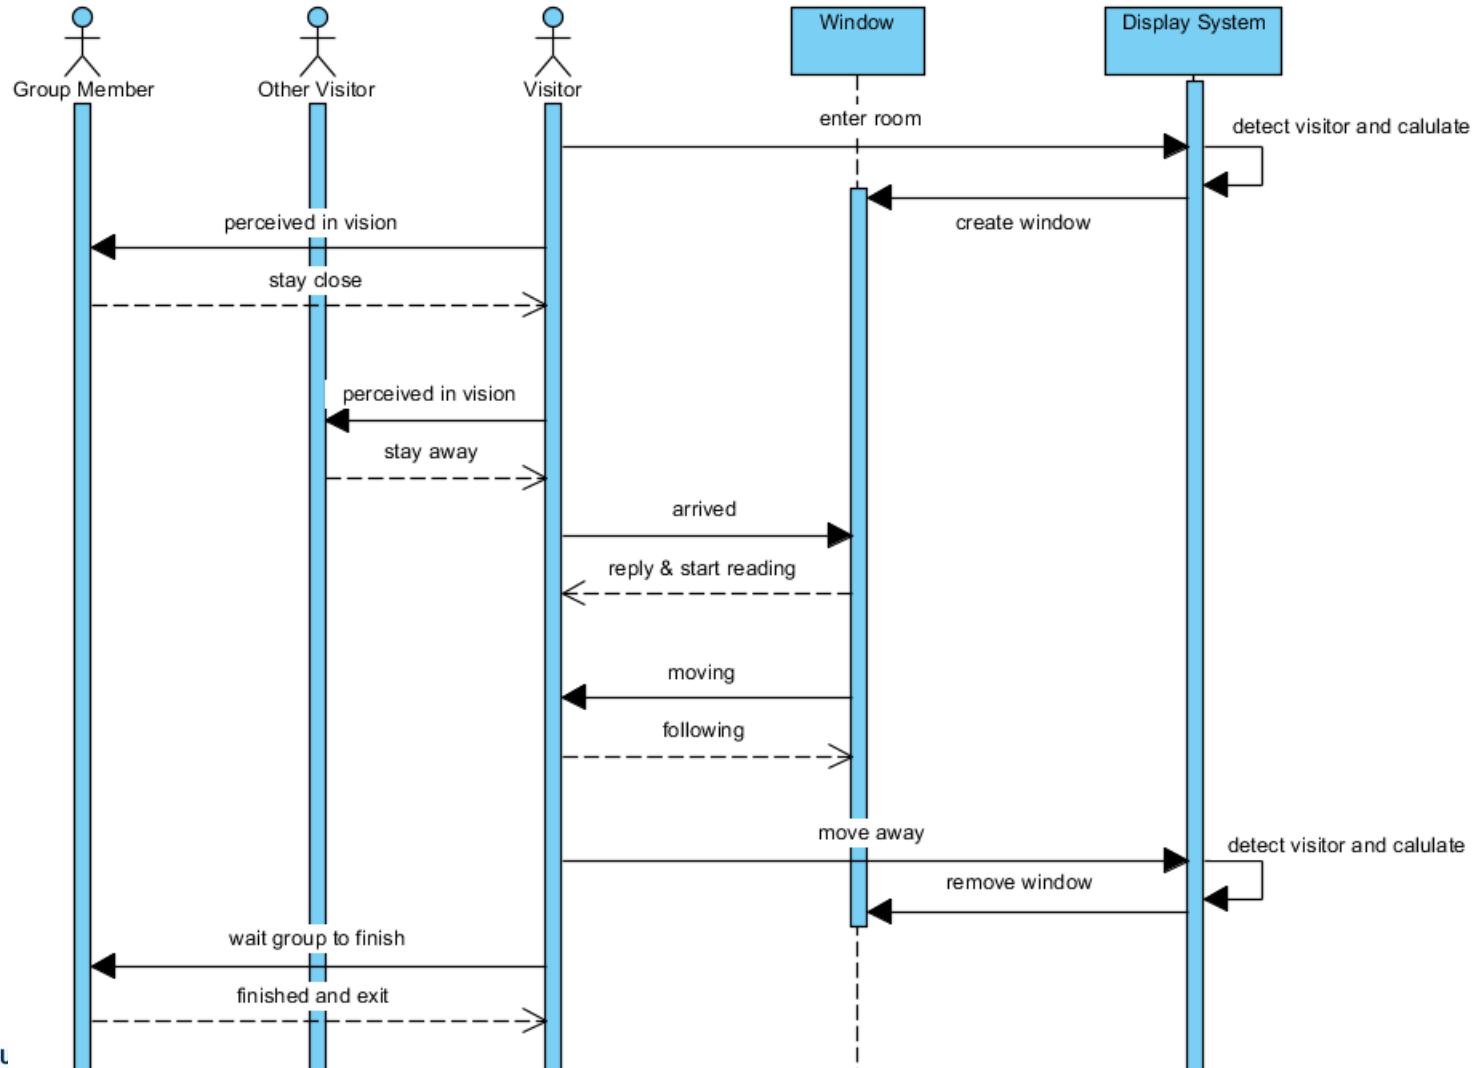 Group Member
Other Visitor
Visitor
Window
Display System
enter room
detect visitor and calulate
create window
perceived in vision
stay close
perceived in vision
stay away
arrived
reply & start reading
moving
following
move away
detect visitor and calulate
remove window
wait group to finish
finished and exit